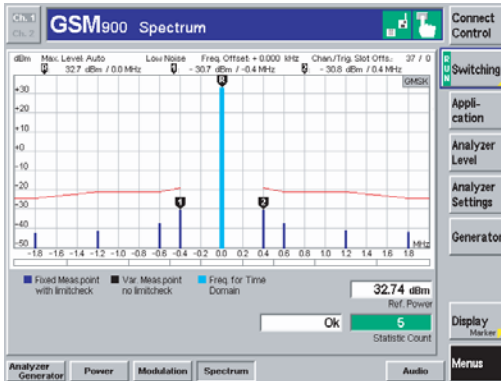 Ch. 1
Ch. 2
GSM900 Spectrum
Connect
Control
dBm Max. Level: Auto Low Noise Freq. Offset: + 0.000 kHz Chan./Trig. Slot Offs.: 37 / 0
R 32.7 dBm / 0.0 MHz 1 - 30.7 dBm / -0.4 MHz 2 - 30.8 dBm / 0.4 MHz
RUN
Switching
GMSK
R
+30
+20
+10
+0
-10
-20
-30
-40
-50
1
2
MHz
-1.8 -1.6 -1.4 -1.2 -1.0 -0.8 -0.6 -0.4 -0.2 0.0 0.2 0.4 0.6 0.8 1.0 1.2 1.4 1.6 1.8
Appli-
cation
Analyzer
Level
Analyzer
Settings
Generator
Fixed Meas.point
with limitcheck
Var. Meas.point
no limitcheck
Freq. for Time
Domain
32.74 dBm
Ref. Power
Ok
5
Statistic Count
Display
Marker
Analyzer
Generator
Power
Modulation
Spectrum
Audio
Menus